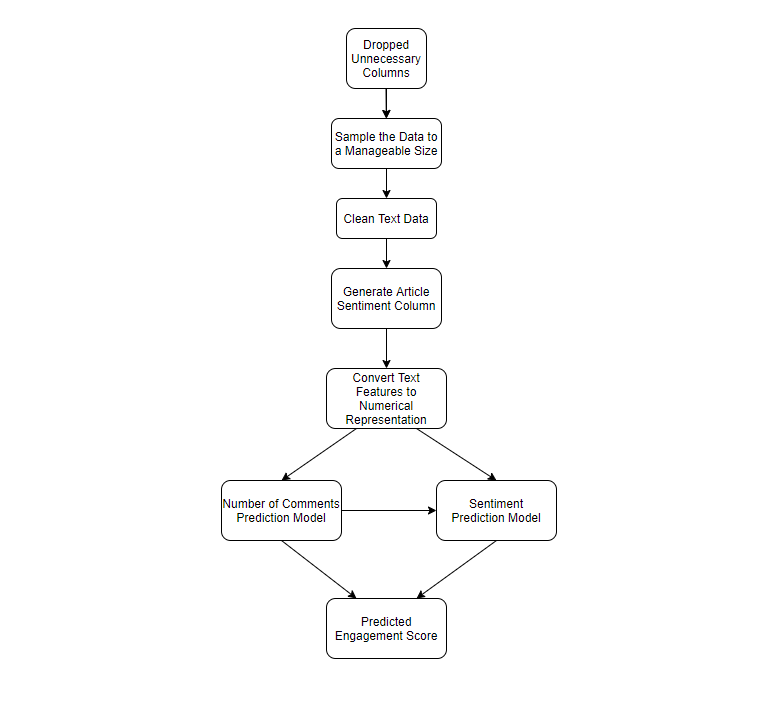 Dropped
Unnecessary
Columns
Sample the Data to
a Manageable Size
Clean Text Data
Generate Article
Sentiment Column
Convert Text
Features to
Numerical
Representation
Number of Comments
Prediction Model
Sentiment
Prediction Model
Predicted
Engagement Score